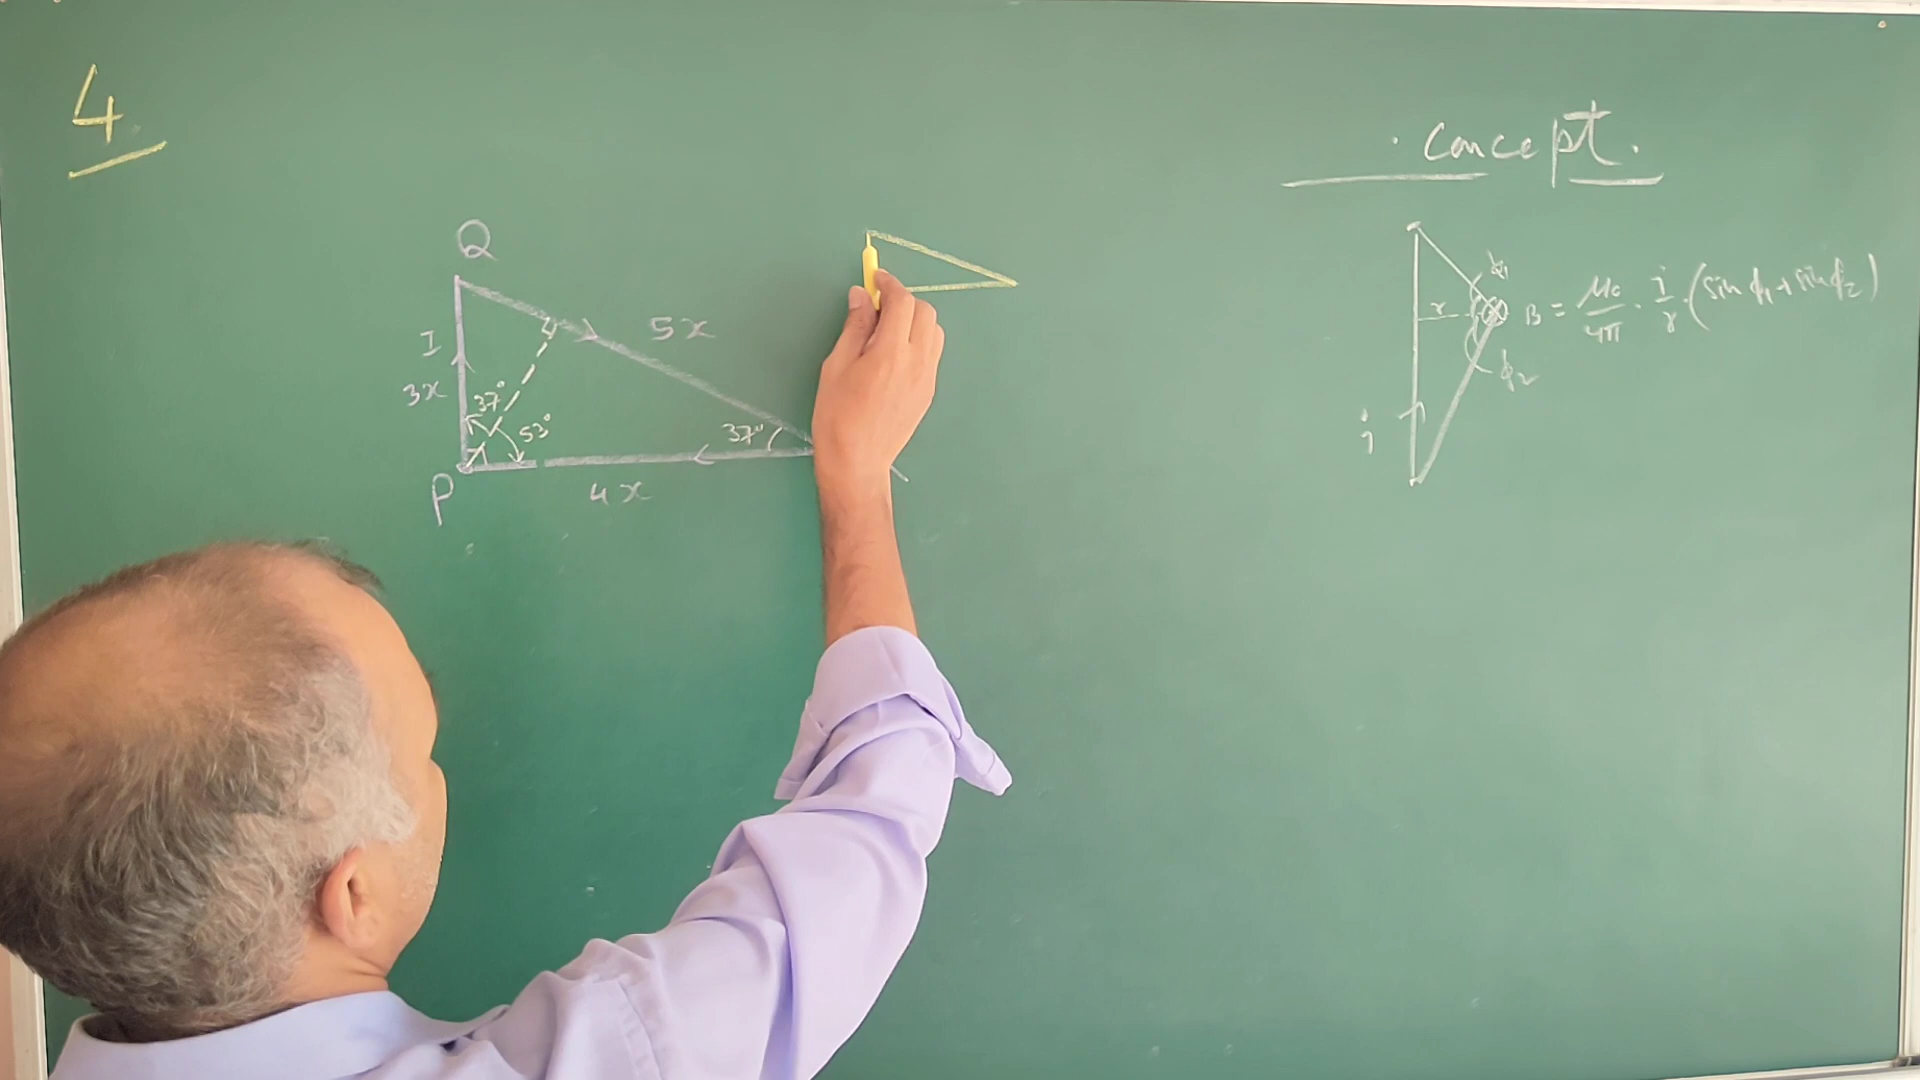 4.
Q
I
3x
5x
37°
53°
37°
P
4x
. concept.
ϕ1
r
B = μ0/4π · i/r · (sin ϕ1 + sin ϕ2)
ϕ2
i